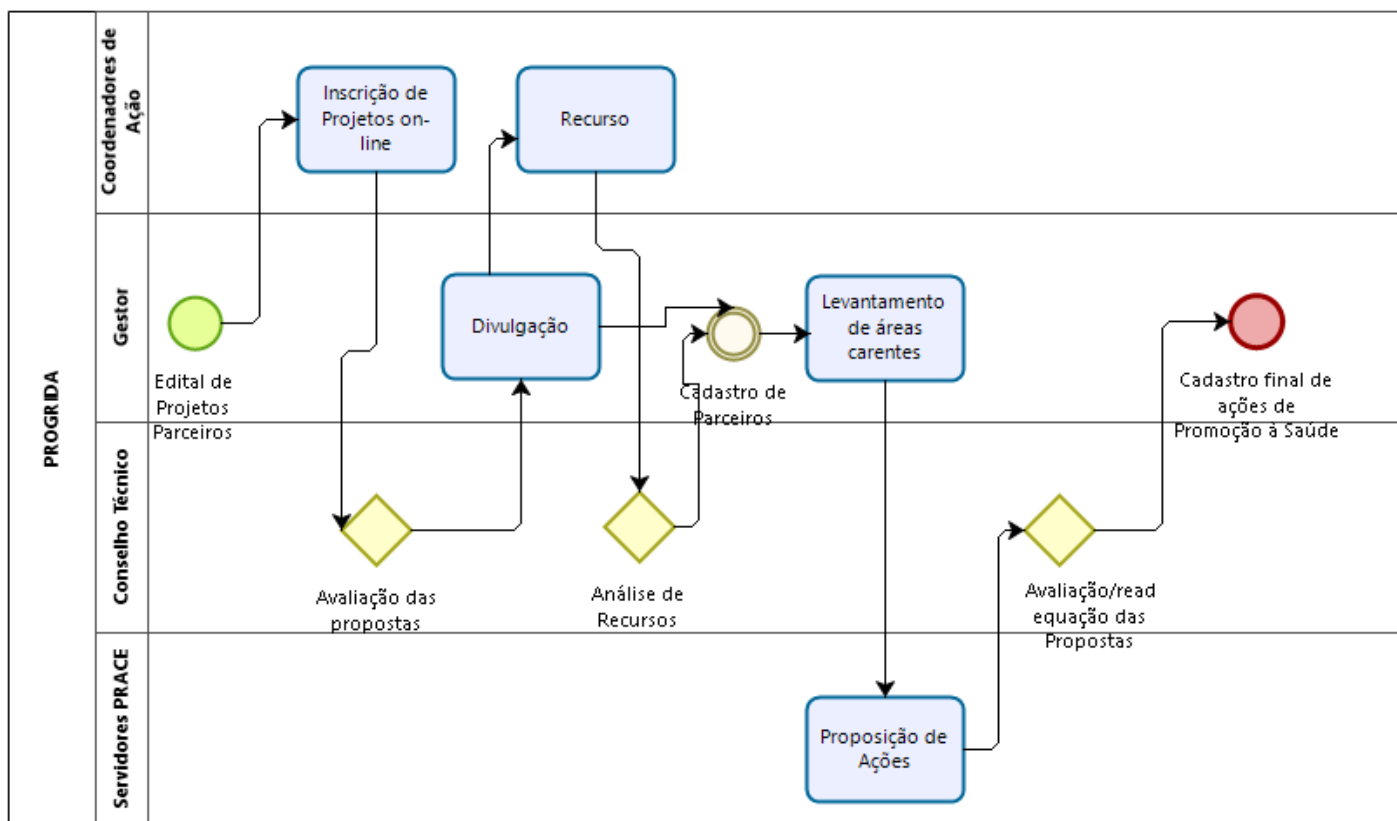 PROGRIDA
Coordenadores de
Ação
Inscrição de
Projetos on-
line
Recurso
Gestor
Edital de
Projetos
Parceiros
Divulgação
Cadastro de
Parceiros
Levantamento
de áreas
carentes
Cadastro final de
ações de
Promoção à Saúde
Conselho Técnico
Avaliação das
propostas
Análise de
Recursos
Avaliação/read
equação das
Propostas
Servidores PRACE
Proposição de
Ações